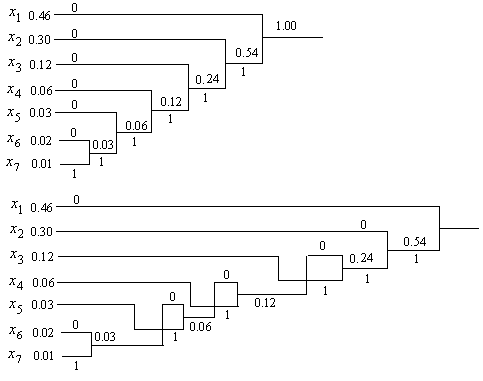 x1 0.46 0 1.00
x2 0.30 0 0.54
x3 0.12 0 0.24 1
x4 0.06 0 0.12 1
x5 0.03 0 0.06 1
x6 0.02 0 0.03 1
x7 0.01 1 1
x1 0.46 0
x2 0.30 0 0.54
x3 0.12 0 0.24 1
x4 0.06 0 0.12 1 1
x5 0.03 0 0.06 1
x6 0.02 0 0.03 1
x7 0.01 1